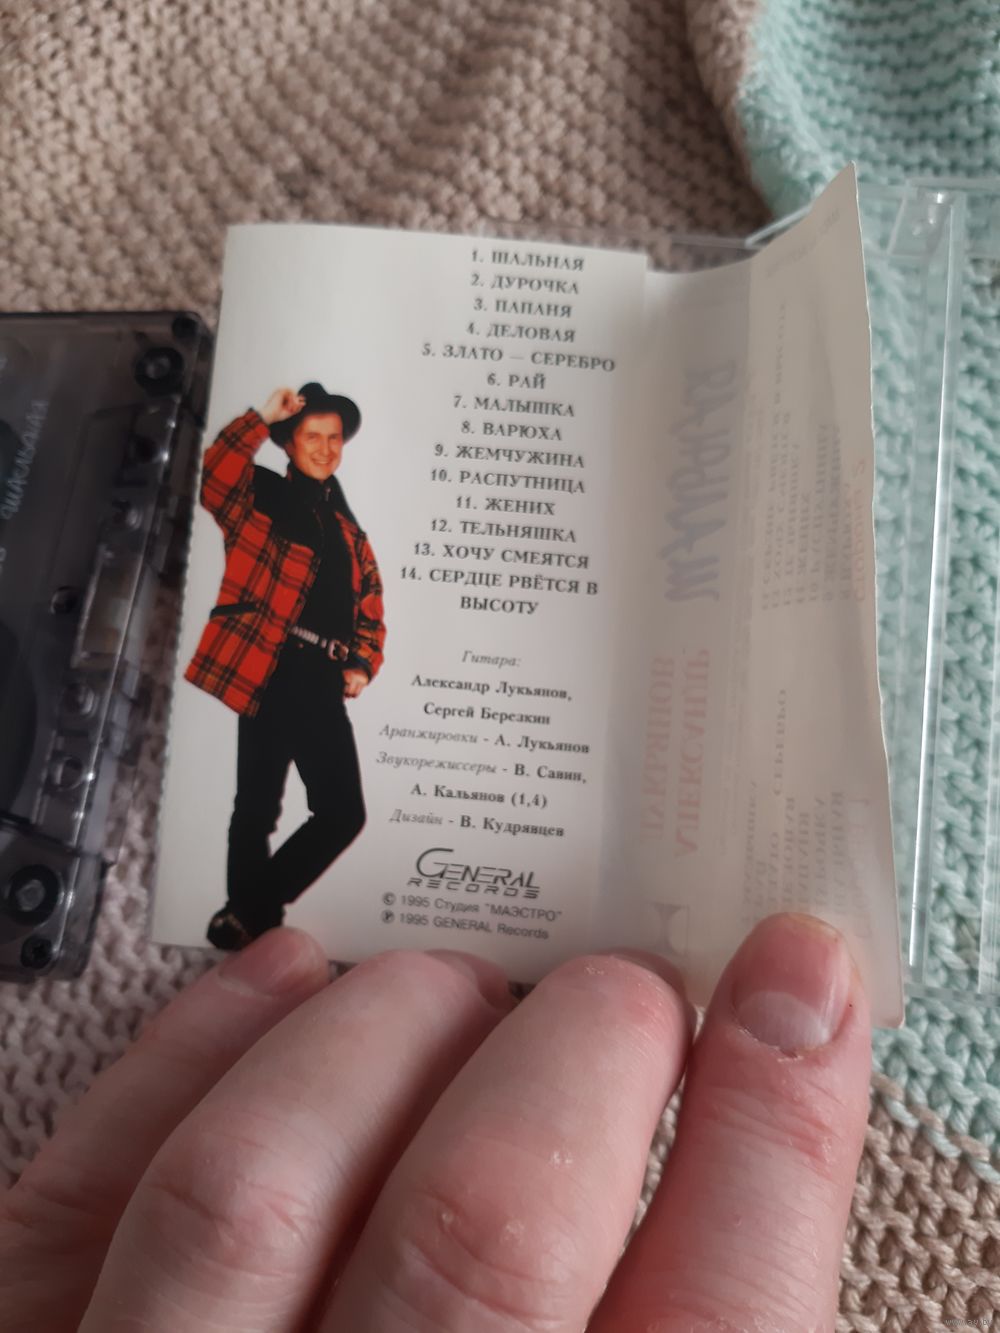 1. ШАЛЬНАЯ
2. ДУРОЧКА
3. ПАПАНЯ
4. ДЕЛОВАЯ
5. ЗЛАТО — СЕРЕБРО
6. РАЙ
7. МАЛЫШКА
8. ВАРЮХА
9. ЖЕМЧУЖИНА
10. РАСПУТНИЦА
11. ЖЕНИХ
12. ТЕЛЬНЯШКА
13. ХОЧУ СМЕЯТСЯ
14. СЕРДЦЕ РВЁТСЯ В
ВЫСОТУ
Гитара:
Александр Лукьянов,
Сергей Березкин
Аранжировки - А. Лукьянов
Звукорежиссеры - В. Савин,
А. Кальянов (1,4)
Дизайн - В. Кудрявцев
GENERAL
RECORDS
© 1995 Студия "МАЭСТРО"
℗ 1995 GENERAL Records